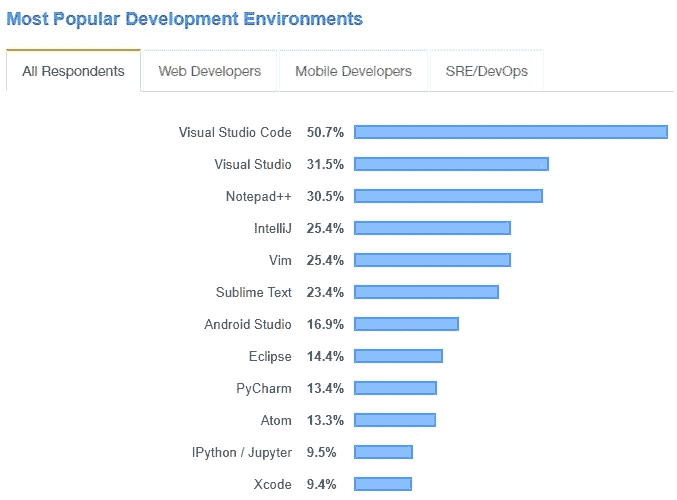 Most Popular Development Environments
All Respondents Web Developers Mobile Developers SRE/DevOps
Visual Studio Code 50.7%
Visual Studio 31.5%
Notepad++ 30.5%
IntelliJ 25.4%
Vim 25.4%
Sublime Text 23.4%
Android Studio 16.9%
Eclipse 14.4%
PyCharm 13.4%
Atom 13.3%
IPython / Jupyter 9.5%
Xcode 9.4%